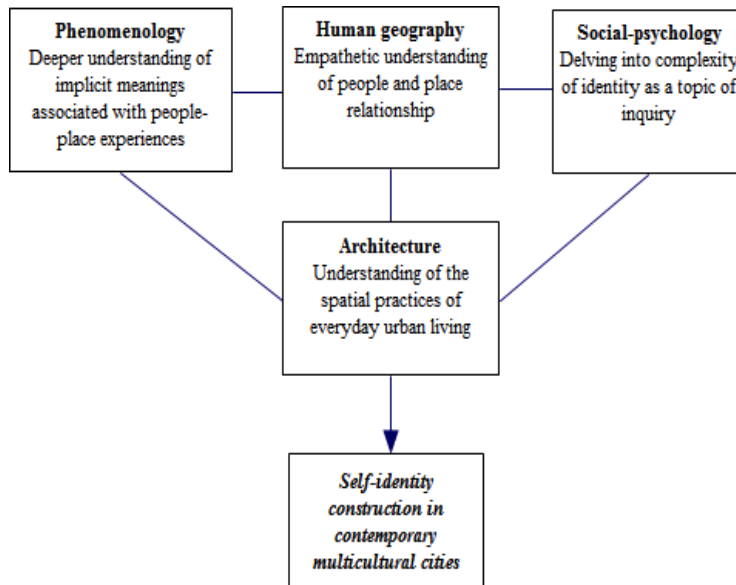 Phenomenology
Deeper understanding of
implicit meanings
associated with people-
place experiences
Human geography
Empathetic understanding
of people and place
relationship
Social-psychology
Delving into complexity
of identity as a topic of
inquiry
Architecture
Understanding of the
spatial practices of
everyday urban living
Self-identity
construction in
contemporary
multicultural cities